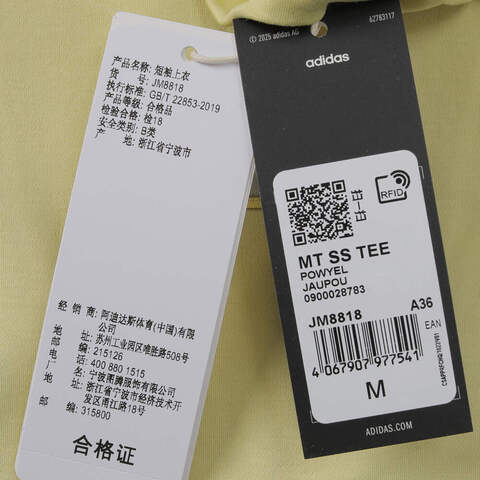 产品名称: 短袖上衣
货 号: JM8818
执行标准: GB/T 22853-2019
产品等级: 合格品
检验合格: 检18
安全类别: B类
产 地: 浙江省宁波市
经 销 商: 阿迪达斯体育(中国)有限
公司
地 址: 苏州工业园区唯胜路508号
邮 编: 215126
电 话: 400 880 1515
厂 名: 宁波甬腾服饰有限公司
地 址: 浙江省宁波市经济技术开
发区甬江路18号
邮 编: 315800
合格证
© 2025 adidas AG
62783117
adidas
RFID
MT SS TEE
POWYEL
JAUPOU
0900028783
JM8818
A36
EAN
4 067907 977541
M
ADIDAS.COM